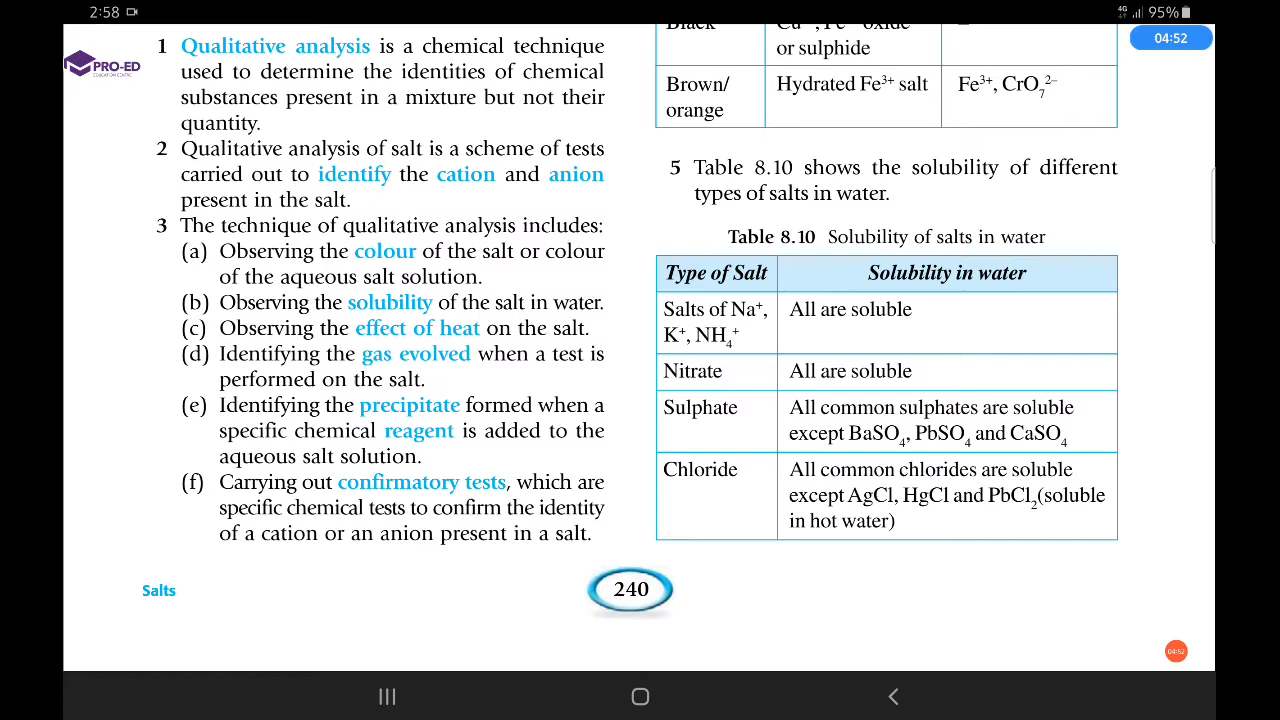 2:58
4G
95%
04:52
PRO-ED
EDUCATION CENTRE
1 Qualitative analysis is a chemical technique
used to determine the identities of chemical
substances present in a mixture but not their
quantity.
2 Qualitative analysis of salt is a scheme of tests
carried out to identify the cation and anion
present in the salt.
3 The technique of qualitative analysis includes:
(a) Observing the colour of the salt or colour
of the aqueous salt solution.
(b) Observing the solubility of the salt in water.
(c) Observing the effect of heat on the salt.
(d) Identifying the gas evolved when a test is
performed on the salt.
(e) Identifying the precipitate formed when a
specific chemical reagent is added to the
aqueous salt solution.
(f) Carrying out confirmatory tests, which are
specific chemical tests to confirm the identity
of a cation or an anion present in a salt.
Black
or sulphide
–
Brown/
orange
Hydrated Fe³⁺ salt
Fe³⁺, CrO₇²⁻
5 Table 8.10 shows the solubility of different
types of salts in water.
Table 8.10 Solubility of salts in water
Type of Salt Solubility in water
Salts of Na⁺,
K⁺, NH₄⁺
All are soluble
Nitrate All are soluble
Sulphate All common sulphates are soluble
except BaSO₄, PbSO₄ and CaSO₄
Chloride All common chlorides are soluble
except AgCl, HgCl and PbCl₂(soluble
in hot water)
Salts
240
04:52